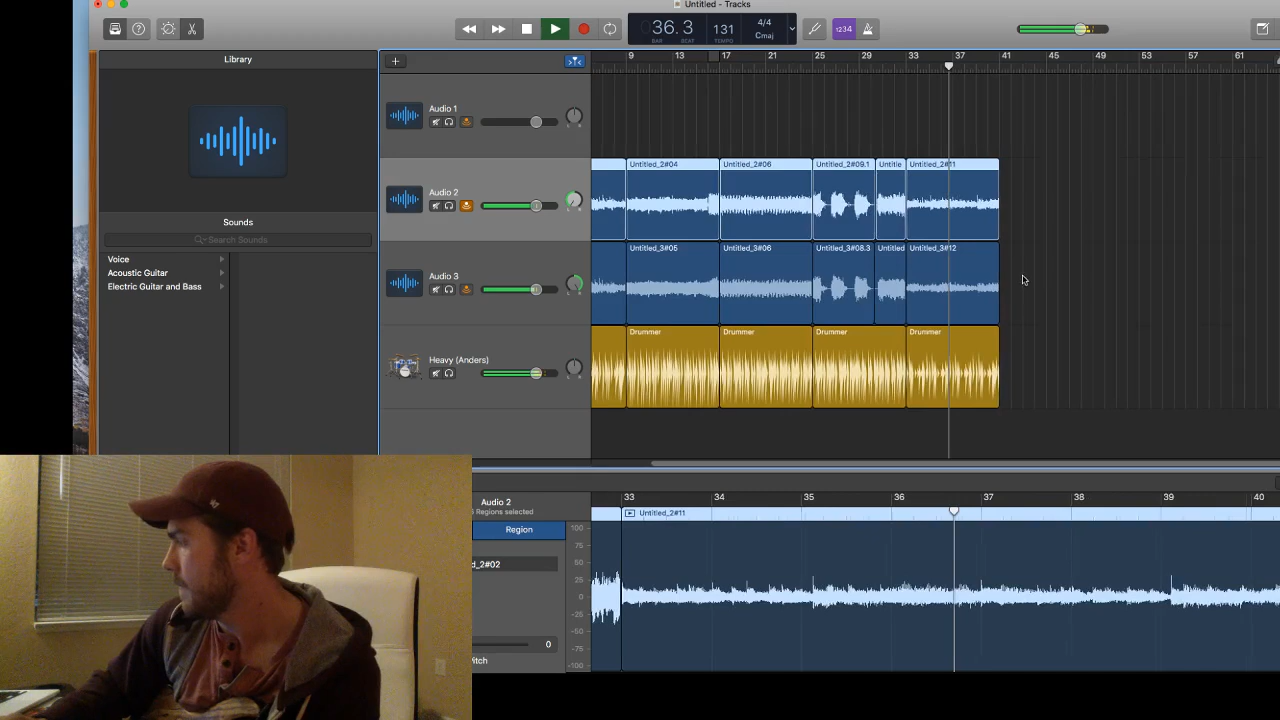 Untitled - Tracks
36.3
131
4/4
BAR
BEAT
TEMPO
Cmaj
1234
Library
9 13 17 21 25 29 33 37 41 45 49 53 57 61
Audio 1
Untitled_2#04 Untitled_2#06 Untitled_2#09.1 Untitle Untitled_2#11
Audio 2
Sounds
Search Sounds
Untitled_3#05 Untitled_3#06 Untitled_3#08.3 Untitled Untitled_3#12
Voice
Acoustic Guitar
Audio 3
Electric Guitar and Bass
Drummer Drummer Drummer Drummer
Heavy (Anders)
33 34 35 36 37 38 39 40
Audio 2
Regions selected
Untitled_2#11
Region
100
75
50
25
0
-25
-50
-75
-100
d_2#02
0
itch